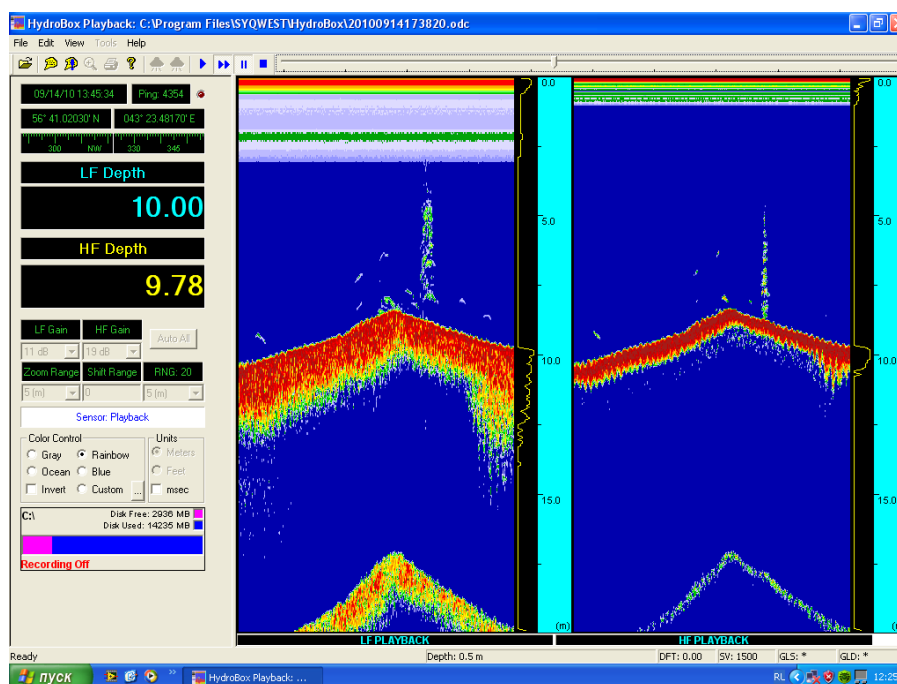 HydroBox Playback: C:\Program Files\SYQWEST\HydroBox\20100914173820.odc
File Edit View Tools Help
09/14/10 13:45:34 Ping: 4354
56° 41.02030' N 043° 23.48170' E
300 NW 330 345
LF Depth
10.00
HF Depth
9.78
LF Gain HF Gain Auto All
11 dB 19 dB
Zoom Range Shift Range RNG: 20
5 (m) 0 5 (m)
Sensor: Playback
Color Control Units
Gray Rainbow Meters
Ocean Blue Feet
Invert Custom ... msec
C:\ Disk Free: 2936 MB
Disk Used: 14235 MB
Recording Off
0.0 0.0
5.0 5.0
10.0 10.0
15.0 15.0
(m)
LF PLAYBACK HF PLAYBACK
Ready Depth: 0.5 m DFT: 0.00 SV: 1500 GLS: * GLD: *
пуск HydroBox Playback: ... RL 12:25